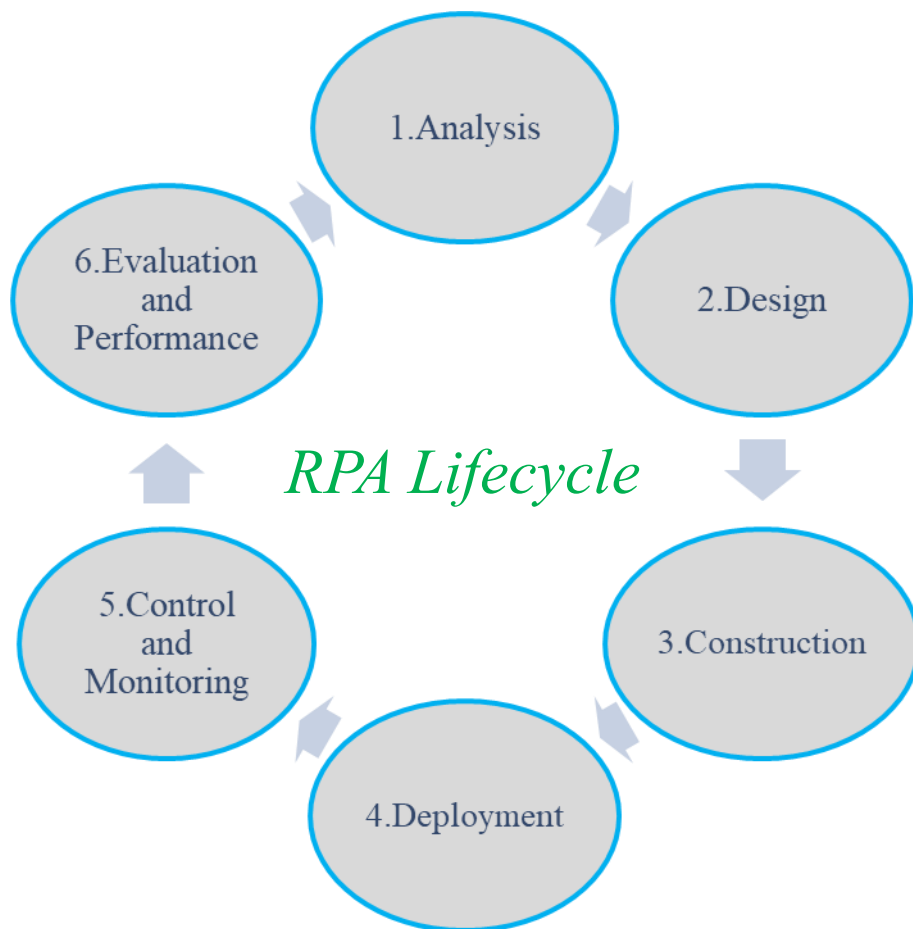 1.Analysis
2.Design
3.Construction
4.Deployment
5.Control
and
Monitoring
6.Evaluation
and
Performance
RPA Lifecycle